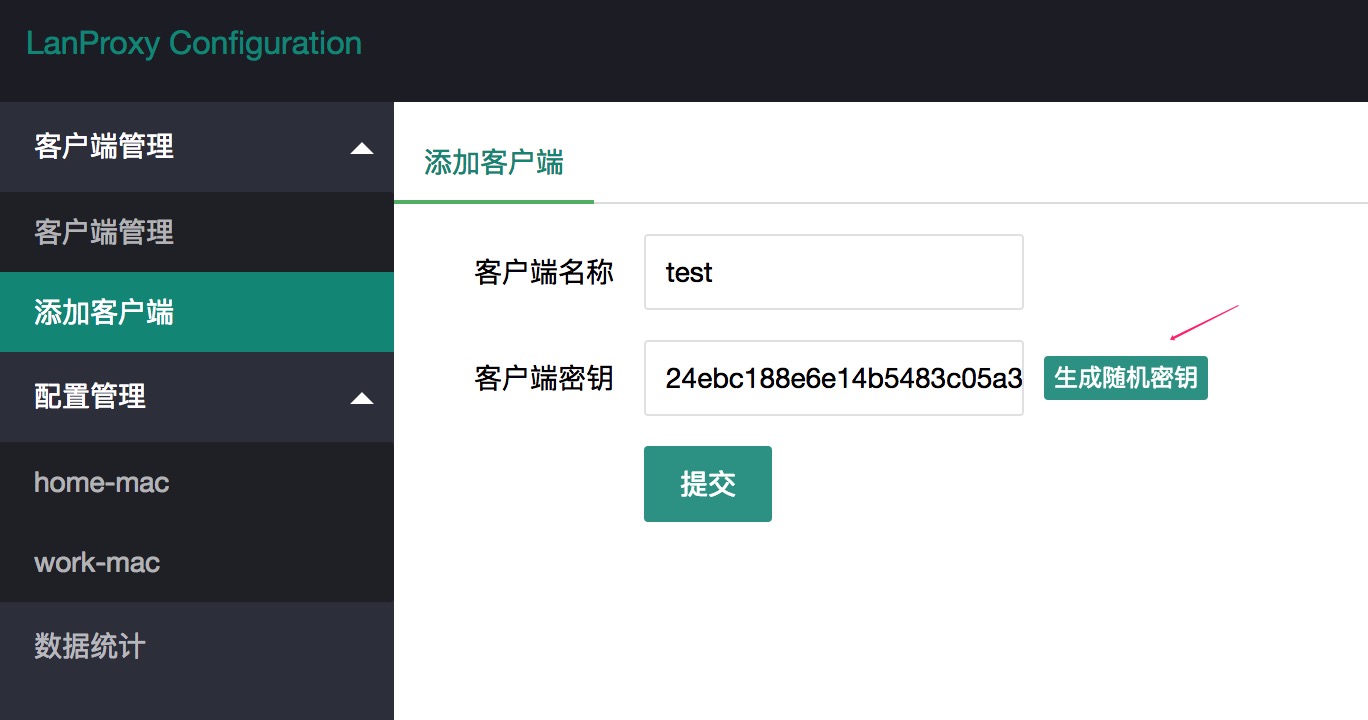 LanProxy Configuration
客户端管理
客户端管理
添加客户端
配置管理
home-mac
work-mac
数据统计
添加客户端
客户端名称 test
客户端密钥 24ebc188e6e14b5483c05a3 生成随机密钥
提交